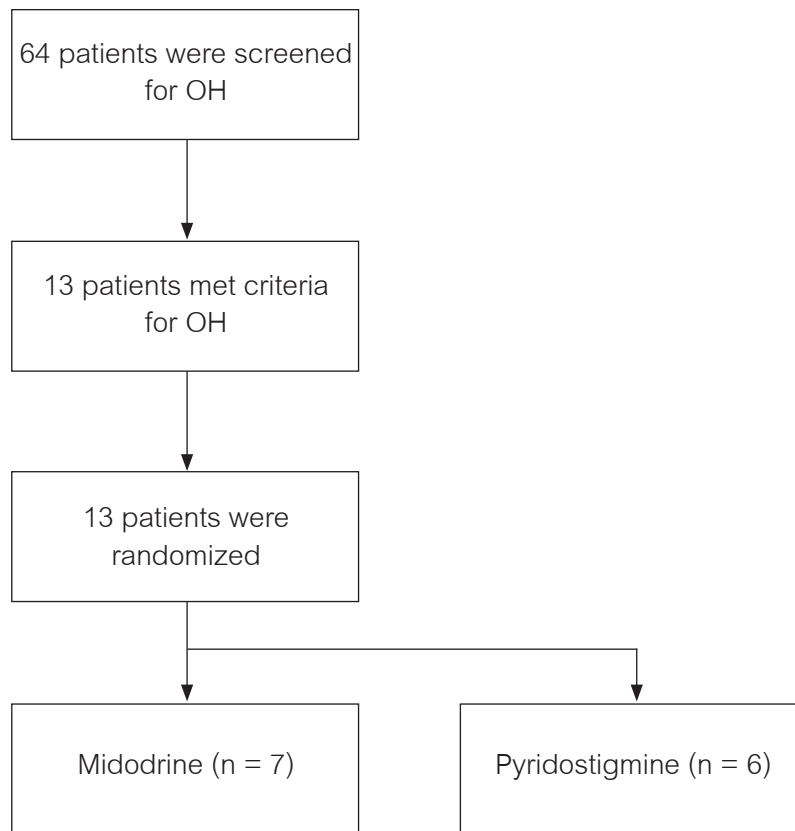 64 patients were screened
for OH
13 patients met criteria
for OH
13 patients were
randomized
Midodrine (n = 7)
Pyridostigmine (n = 6)